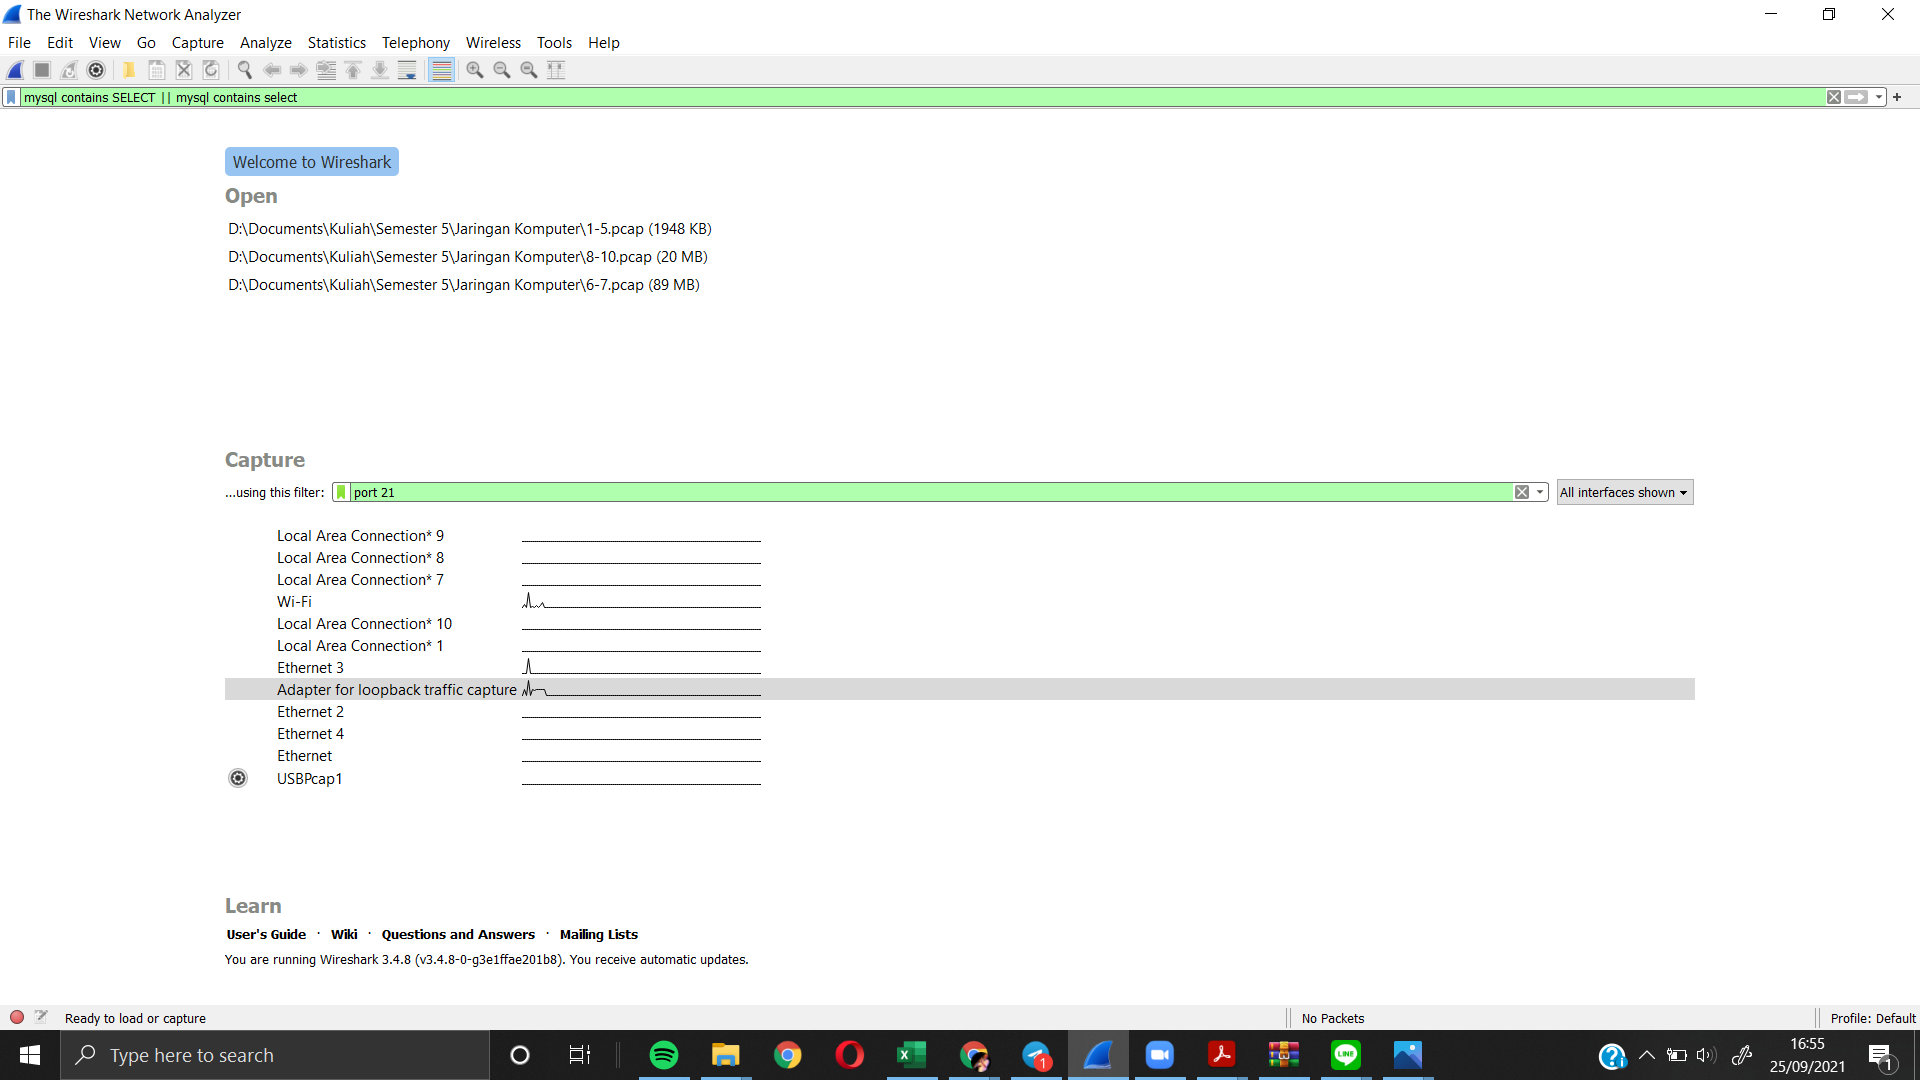 The Wireshark Network Analyzer
File Edit View Go Capture Analyze Statistics Telephony Wireless Tools Help
mysql contains SELECT || mysql contains select
Welcome to Wireshark
Open
D:\Documents\Kuliah\Semester 5\Jaringan Komputer\1-5.pcap (1948 KB)
D:\Documents\Kuliah\Semester 5\Jaringan Komputer\8-10.pcap (20 MB)
D:\Documents\Kuliah\Semester 5\Jaringan Komputer\6-7.pcap (89 MB)
Capture
...using this filter: port 21 All interfaces shown
Local Area Connection* 9
Local Area Connection* 8
Local Area Connection* 7
Wi-Fi
Local Area Connection* 10
Local Area Connection* 1
Ethernet 3
Adapter for loopback traffic capture
Ethernet 2
Ethernet 4
Ethernet
USBPcap1
Learn
User's Guide · Wiki · Questions and Answers · Mailing Lists
You are running Wireshark 3.4.8 (v3.4.8-0-g3e1ffae201b8). You receive automatic updates.
Ready to load or capture No Packets Profile: Default
Type here to search
1
LINE
16:55
25/09/2021
1